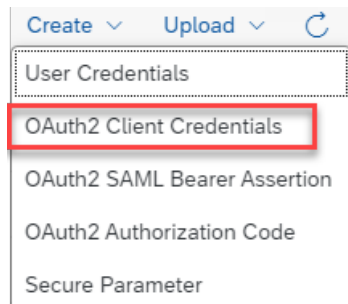 Create Upload
User Credentials
OAuth2 Client Credentials
OAuth2 SAML Bearer Assertion
OAuth2 Authorization Code
Secure Parameter